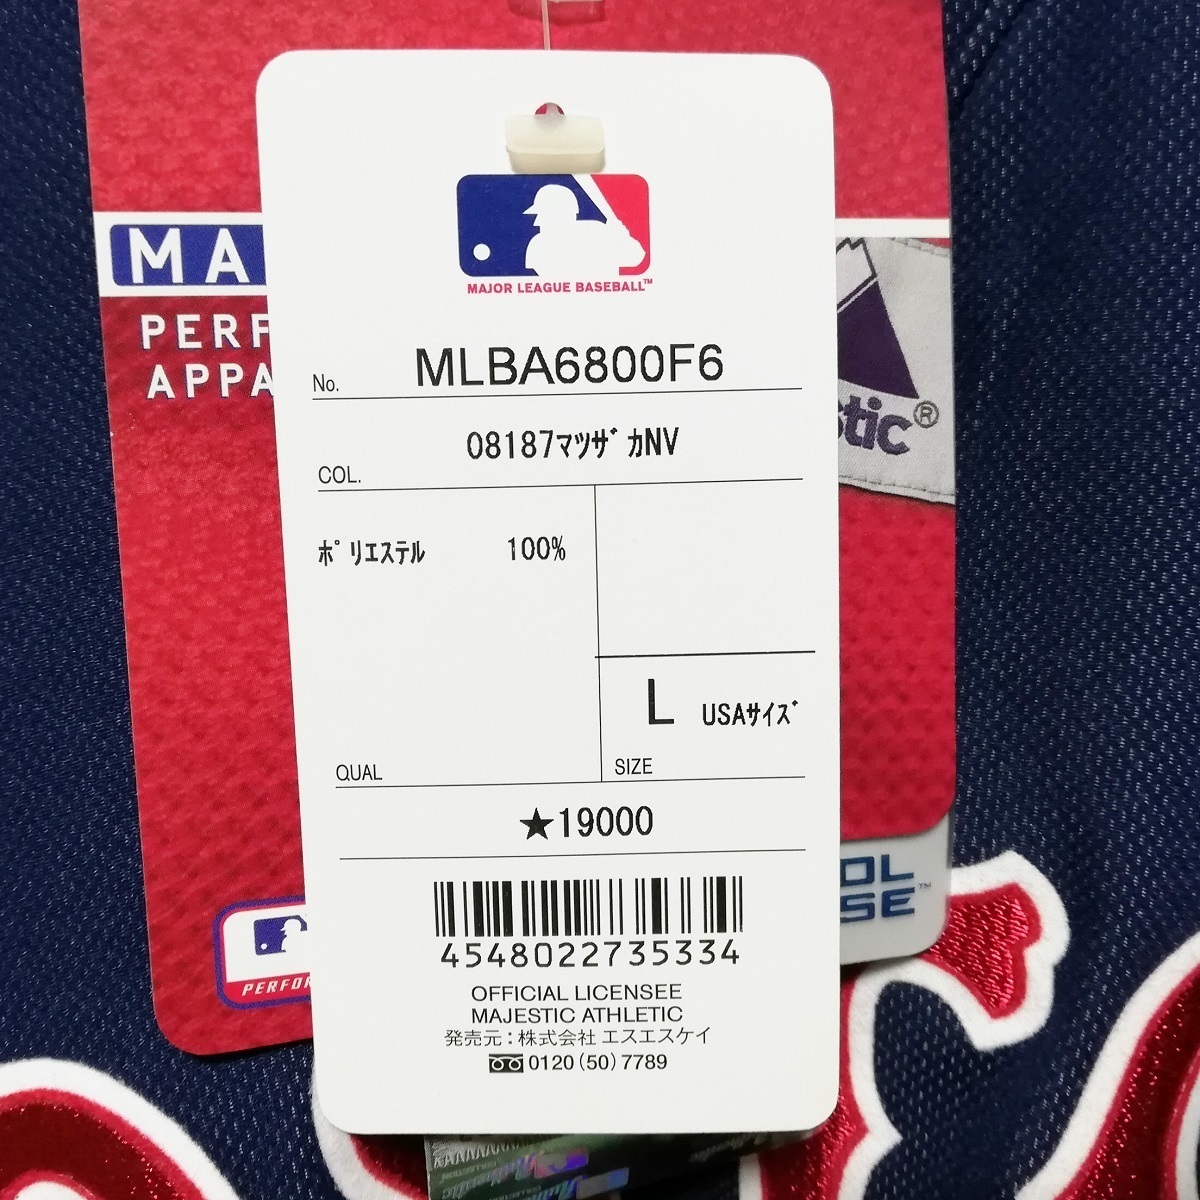 MAJOR LEAGUE BASEBALL™
MA
PERF
APPA
No. MLBA6800F6
08187マツザカNV
COL.
tic®
ポリエステル 100%
L USAサイズ
QUAL
SIZE
★19000
4548022735334
OFFICIAL LICENSEE
MAJESTIC ATHLETIC
発売元：株式会社 エスエスケイ
0120(50)7789
OL
SE™
PERFOR